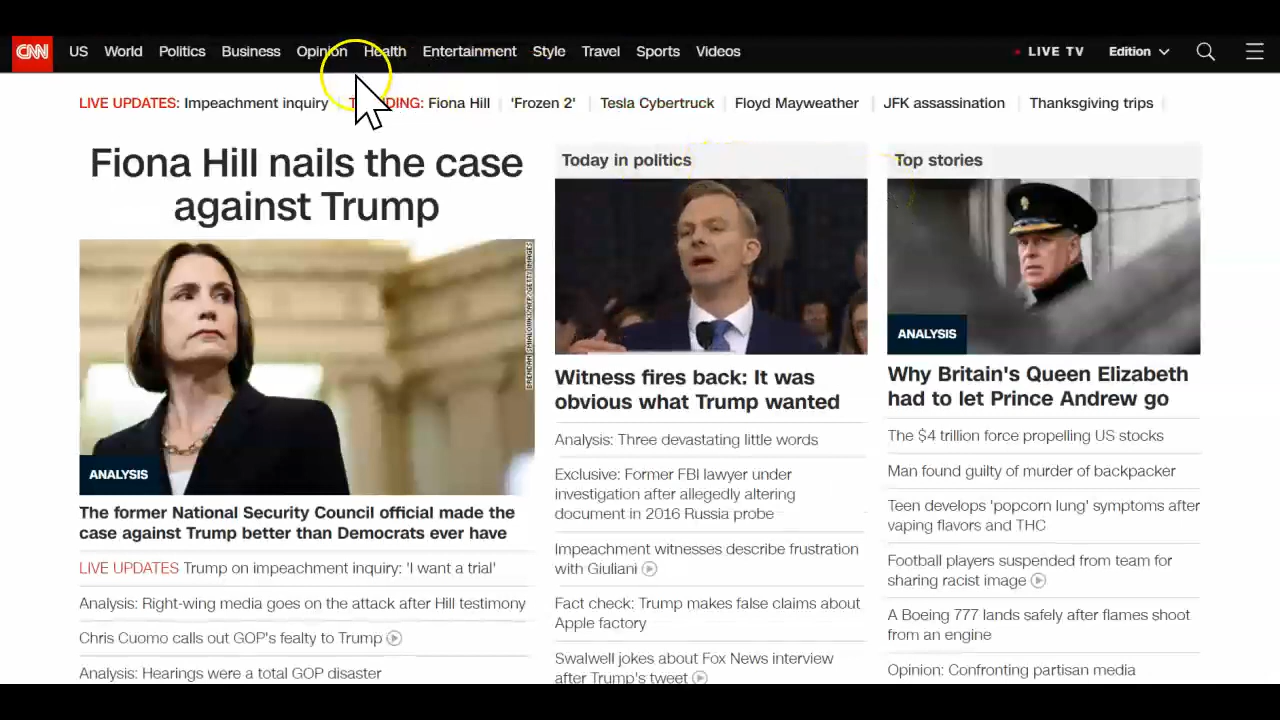 CNN US World Politics Business Opinion Health Entertainment Style Travel Sports Videos LIVE TV Edition
LIVE UPDATES: Impeachment inquiry DING: Fiona Hill 'Frozen 2' Tesla Cybertruck Floyd Mayweather JFK assassination Thanksgiving trips
Fiona Hill nails the case
against Trump
ANALYSIS
The former National Security Council official made the
case against Trump better than Democrats ever have
LIVE UPDATES Trump on impeachment inquiry: 'I want a trial'
Analysis: Right-wing media goes on the attack after Hill testimony
Chris Cuomo calls out GOP's fealty to Trump
Analysis: Hearings were a total GOP disaster
Today in politics
Witness fires back: It was
obvious what Trump wanted
Analysis: Three devastating little words
Exclusive: Former FBI lawyer under
investigation after allegedly altering
document in 2016 Russia probe
Impeachment witnesses describe frustration
with Giuliani
Fact check: Trump makes false claims about
Apple factory
Swalwell jokes about Fox News interview
after Trump's tweet
Top stories
ANALYSIS
Why Britain's Queen Elizabeth
had to let Prince Andrew go
The $4 trillion force propelling US stocks
Man found guilty of murder of backpacker
Teen develops 'popcorn lung' symptoms after
vaping flavors and THC
Football players suspended from team for
sharing racist image
A Boeing 777 lands safely after flames shoot
from an engine
Opinion: Confronting partisan media